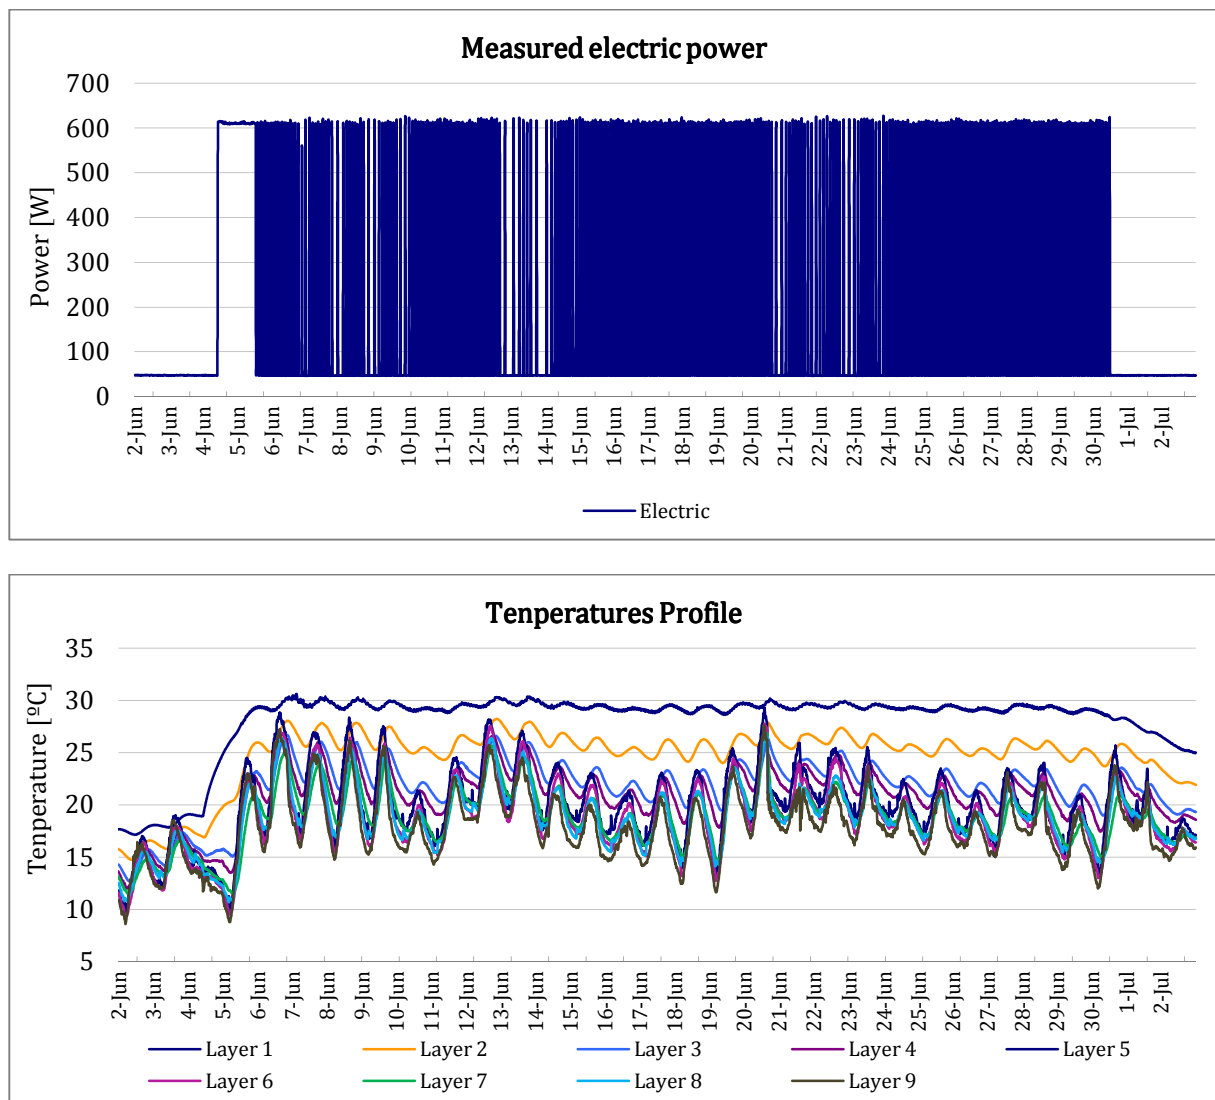 Measured electric power
700
600
500
400
300
200
100
0
Power [W]
2-Jun 3-Jun 4-Jun 5-Jun 6-Jun 7-Jun 8-Jun 9-Jun 10-Jun 11-Jun 12-Jun 13-Jun 14-Jun 15-Jun 16-Jun 17-Jun 18-Jun 19-Jun 20-Jun 21-Jun 22-Jun 23-Jun 24-Jun 25-Jun 26-Jun 27-Jun 28-Jun 29-Jun 30-Jun 1-Jul 2-Jul
Electric
Tenperatures Profile
35
30
25
20
15
10
5
Tenperature [ºC]
2-Jun 3-Jun 4-Jun 5-Jun 6-Jun 7-Jun 8-Jun 9-Jun 10-Jun 11-Jun 12-Jun 13-Jun 14-Jun 15-Jun 16-Jun 17-Jun 18-Jun 19-Jun 20-Jun 21-Jun 22-Jun 23-Jun 24-Jun 25-Jun 26-Jun 27-Jun 28-Jun 29-Jun 30-Jun 1-Jul 2-Jul
Layer 1 Layer 2 Layer 3 Layer 4 Layer 5
Layer 6 Layer 7 Layer 8 Layer 9